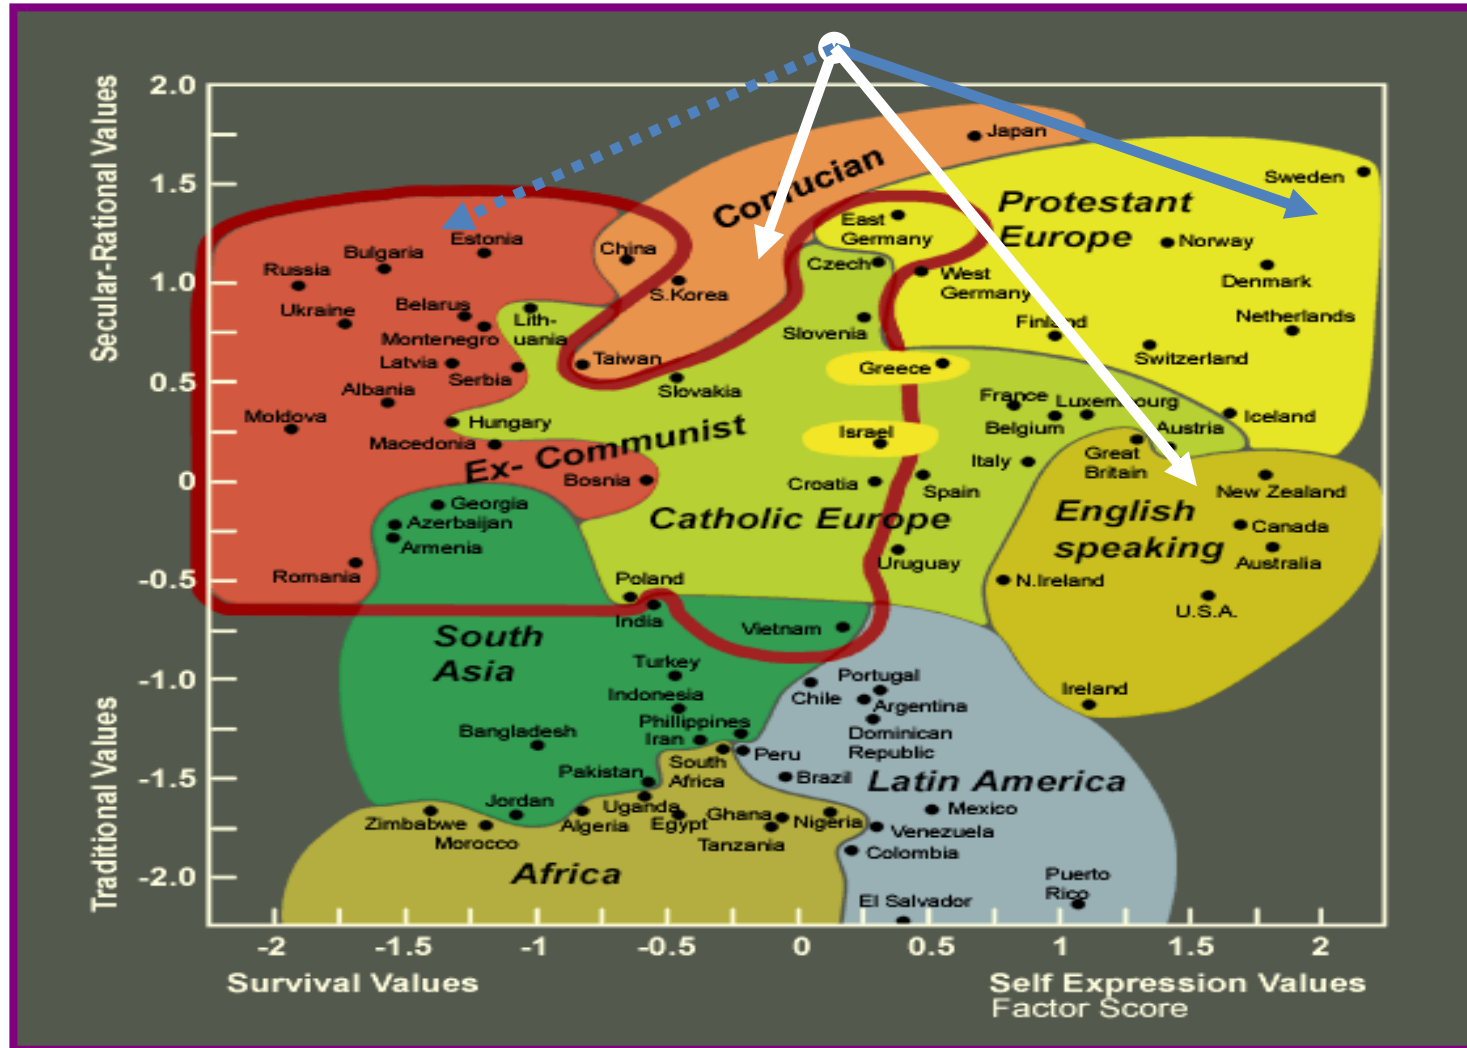 Secular-Rational Values
Traditional Values
2.0
1.5
1.0
0.5
0
-0.5
-1.0
-1.5
-2.0
Japan
Confucian
Sweden
Protestant
Europe
East
Germany
Norway
China
Estonia
Bulgaria
Russia
Czech
West
Germany
Denmark
S.Korea
Ukraine
Belarus
Lith-
uania
Montenegro
Slovenia
Finland
Netherlands
Switzerland
Latvia
Serbia
Taiwan
Slovakia
Greece
Albania
Moldova
Hungary
Macedonia
Ex- Communist
Israel
France
Luxembourg
Belgium
Austria
Iceland
Great
Britain
Italy
Bosnia
Croatia
Spain
New Zealand
Georgia
Azerbaijan
Armenia
Catholic Europe
English
speaking
Canada
Australia
Romania
Poland
Uruguay
N.Ireland
U.S.A.
India
Vietnam
South
Asia
Turkey
Indonesia
Phillippines
Iran
Bangladesh
Pakistan
Portugal
Chile
Argentina
Dominican
Republic
Ireland
South
Africa
Peru
Brazil
Latin America
Jordan
Zimbabwe
Morocco
Algeria
Uganda
Egypt
Ghana
Tanzania
Nigeria
Mexico
Venezuela
Colombia
Africa
El Salvador
Puerto
Rico
-2
-1.5
-1
-0.5
0
0.5
1
1.5
2
Survival Values
Self Expression Values
Factor Score